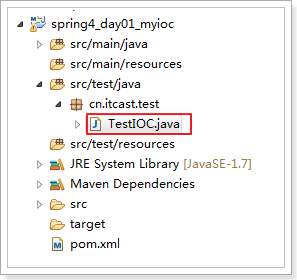 spring4_day01_myioc
src/main/java
src/main/resources
src/test/java
cn.itcast.test
TestIOC.java
src/test/resources
JRE System Library [JavaSE-1.7]
Maven Dependencies
src
target
pom.xml